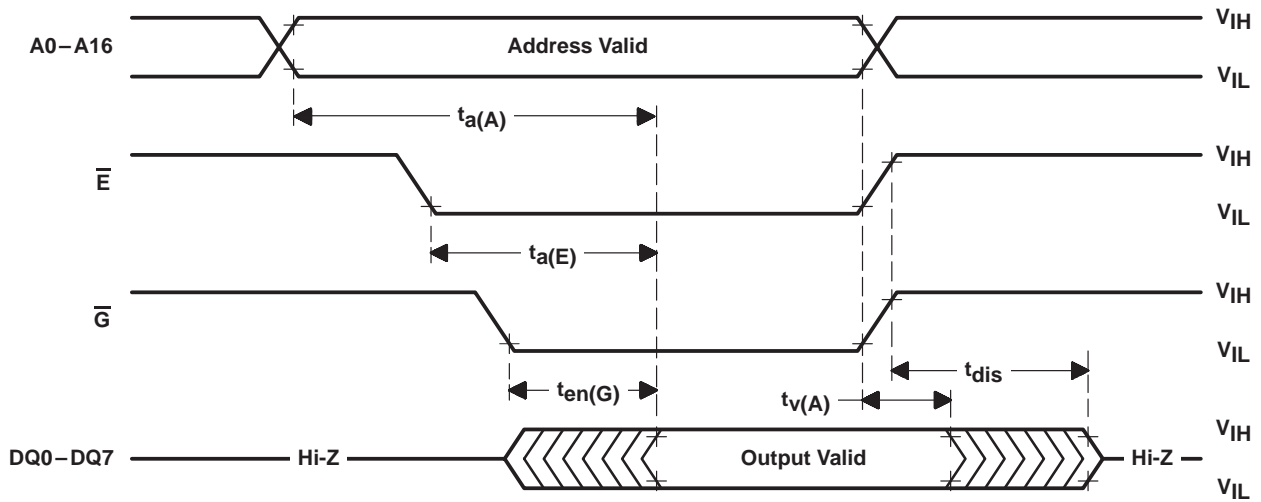 A0–A16
Address Valid
VIH
VIL
ta(A)
E
VIH
VIL
ta(E)
G
VIH
VIL
ten(G)
tdis
tv(A)
DQ0–DQ7
Hi-Z
Output Valid
Hi-Z
VIH
VIL